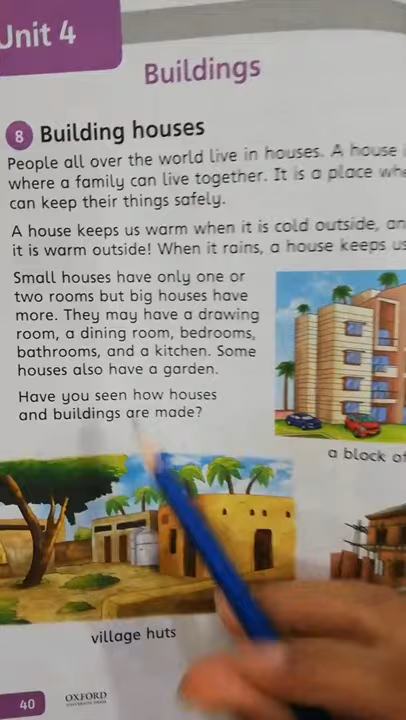 Unit 4
Buildings
8 Building houses
People all over the world live in houses. A house
where a family can live together. It is a place
can keep their things safely.
A house keeps us warm when it is cold outside,
it is warm outside! When it rains, a house keeps us
Small houses have only one or
two rooms but big houses have
more. They may have a drawing
room, a dining room, bedrooms,
bathrooms, and a kitchen. Some
houses also have a garden.
Have you seen how houses
and buildings are made?
a block of
village huts
40
OXFORD
UNIVERSITY PRESS